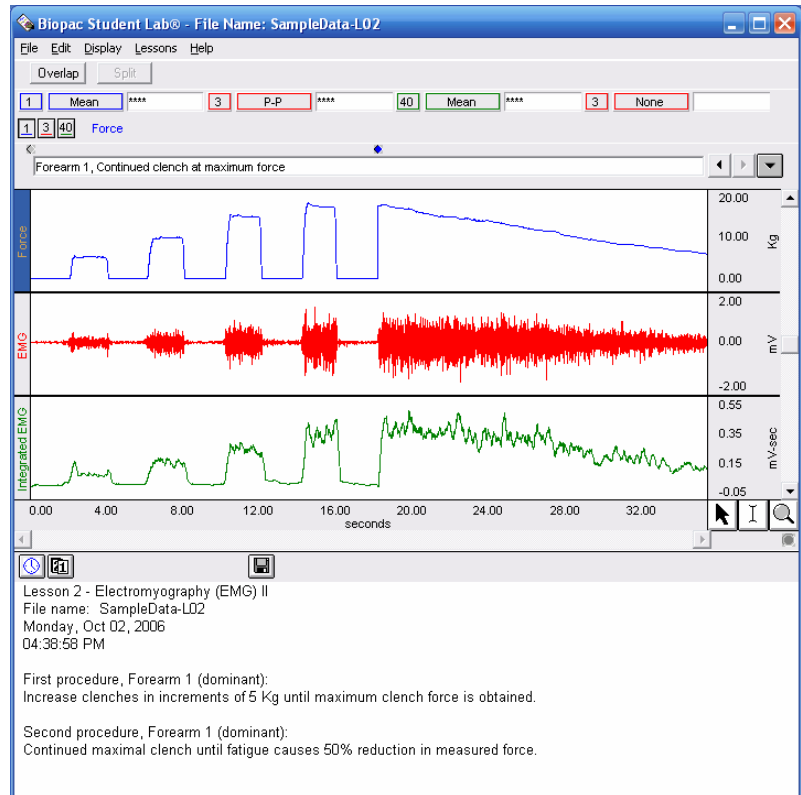 Biopac Student Lab® - File Name: SampleData-L02
File Edit Display Lessons Help
Overlap Split
1 Mean **** 3 P-P **** 40 Mean **** 3 None
1 3 40 Force
Forearm 1, Continued clench at maximum force
Force
20.00
10.00
0.00
Kg
EMG
2.00
0.00
-2.00
mV
Integrated EMG
0.55
0.35
0.15
-0.05
mV-sec
0.00 4.00 8.00 12.00 16.00 20.00 24.00 28.00 32.00
seconds
Lesson 2 - Electromyography (EMG) II
File name: SampleData-L02
Monday, Oct 02, 2006
04:38:58 PM
First procedure, Forearm 1 (dominant):
Increase clenches in increments of 5 Kg until maximum clench force is obtained.
Second procedure, Forearm 1 (dominant):
Continued maximal clench until fatigue causes 50% reduction in measured force.